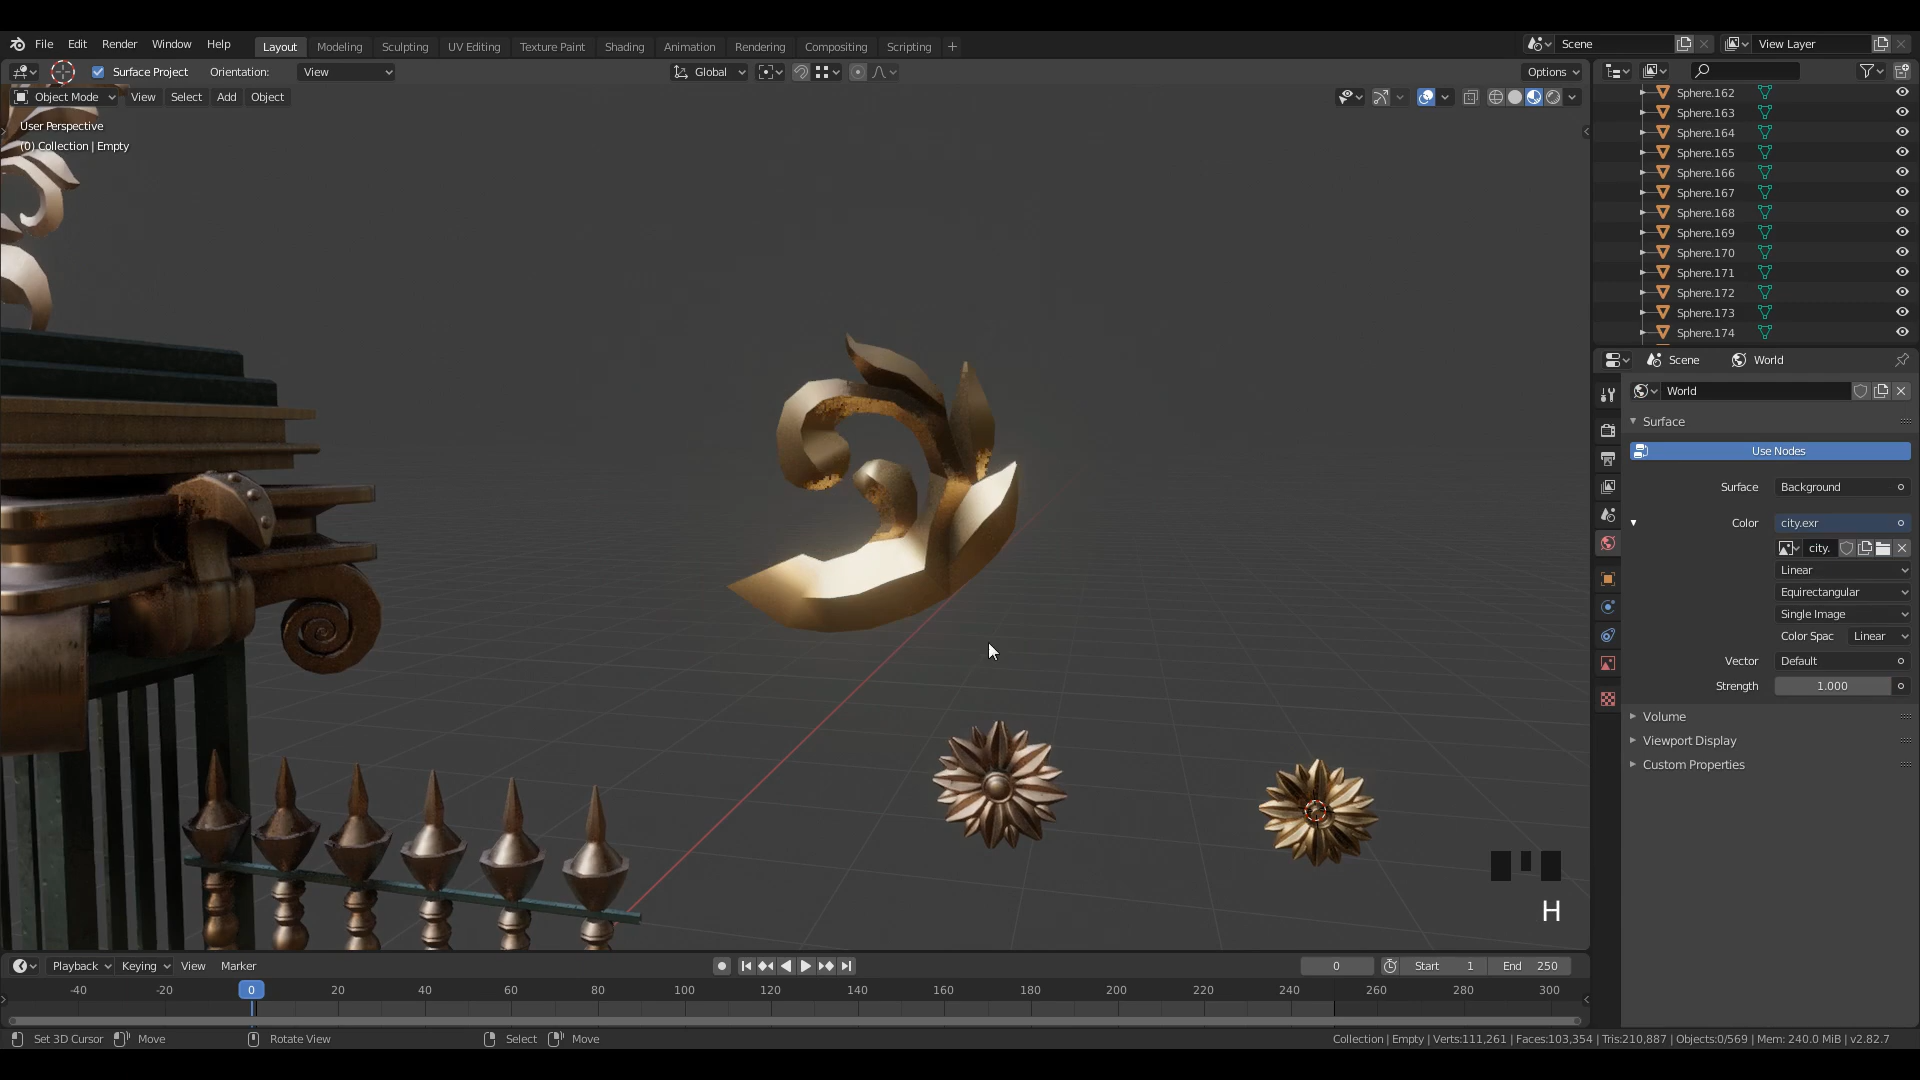 File Edit Render Window Help Layout Modeling Sculpting UV Editing Texture Paint Shading Animation Rendering Compositing Scripting + Scene View Layer
Surface Project Orientation: View Global Options
Object Mode View Select Add Object
User Perspective
(0) Collection | Empty
Sphere.162
Sphere.163
Sphere.164
Sphere.165
Sphere.166
Sphere.167
Sphere.168
Sphere.169
Sphere.170
Sphere.171
Sphere.172
Sphere.173
Sphere.174
Scene World
World
Surface
Use Nodes
Surface Background
Color city.exr
city.
Linear
Equirectangular
Single Image
Color Spac Linear
Vector Default
Strength 1.000
Volume
Viewport Display
Custom Properties
H
Playback Keying View Marker 0 Start 1 End 250
-40 -20 0 20 40 60 80 100 120 140 160 180 200 220 240 260 280 300
Set 3D Cursor Move Rotate View Select Move Collection | Empty | Verts:111,261 | Faces:103,354 | Tris:210,887 | Objects:0/569 | Mem: 240.0 MiB | v2.82.7